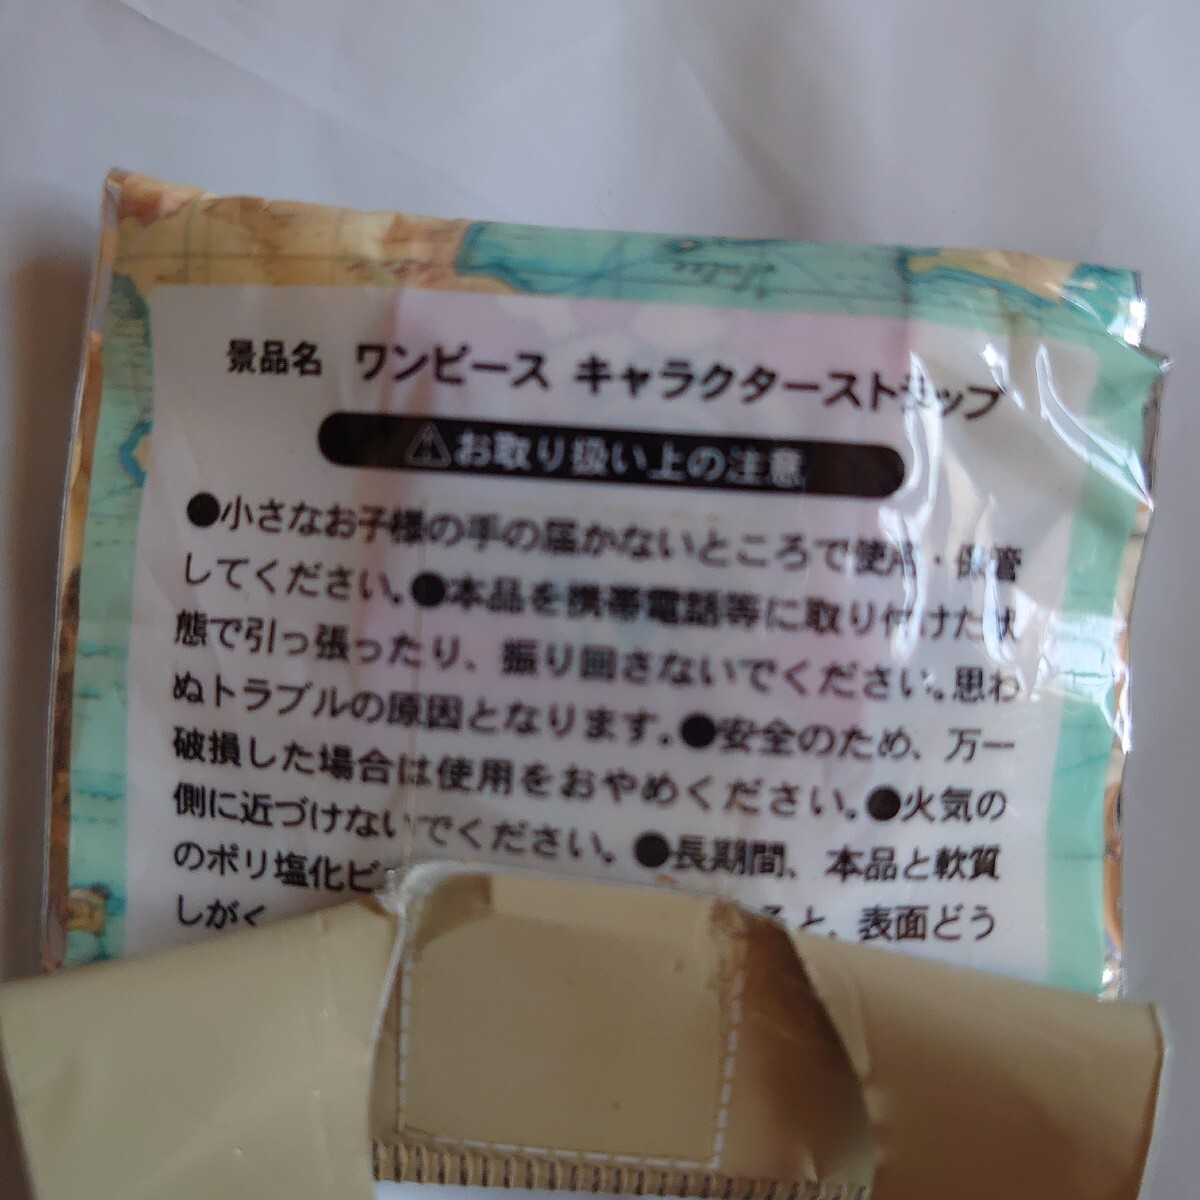 景品名 ワンピース キャラクターストラップ
⚠お取り扱い上の注意
●小さなお子様の手の届かないところで使用・保管
してください。●本品を携帯電話等に取り付けた状
態で引っ張ったり、振り回さないでください。思わ
ぬトラブルの原因となります。●安全のため、万一
破損した場合は使用をおやめください。●火気の
側に近づけないでください。●長期間、本品と軟質
のポリ塩化ビ
しがく ると、表面どう